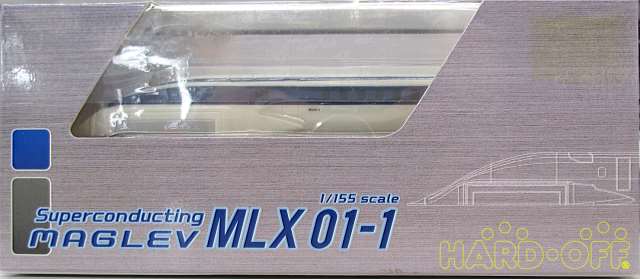 1/155 scale
Superconducting
MAGLEV MLX 01-1
HARD-OFF